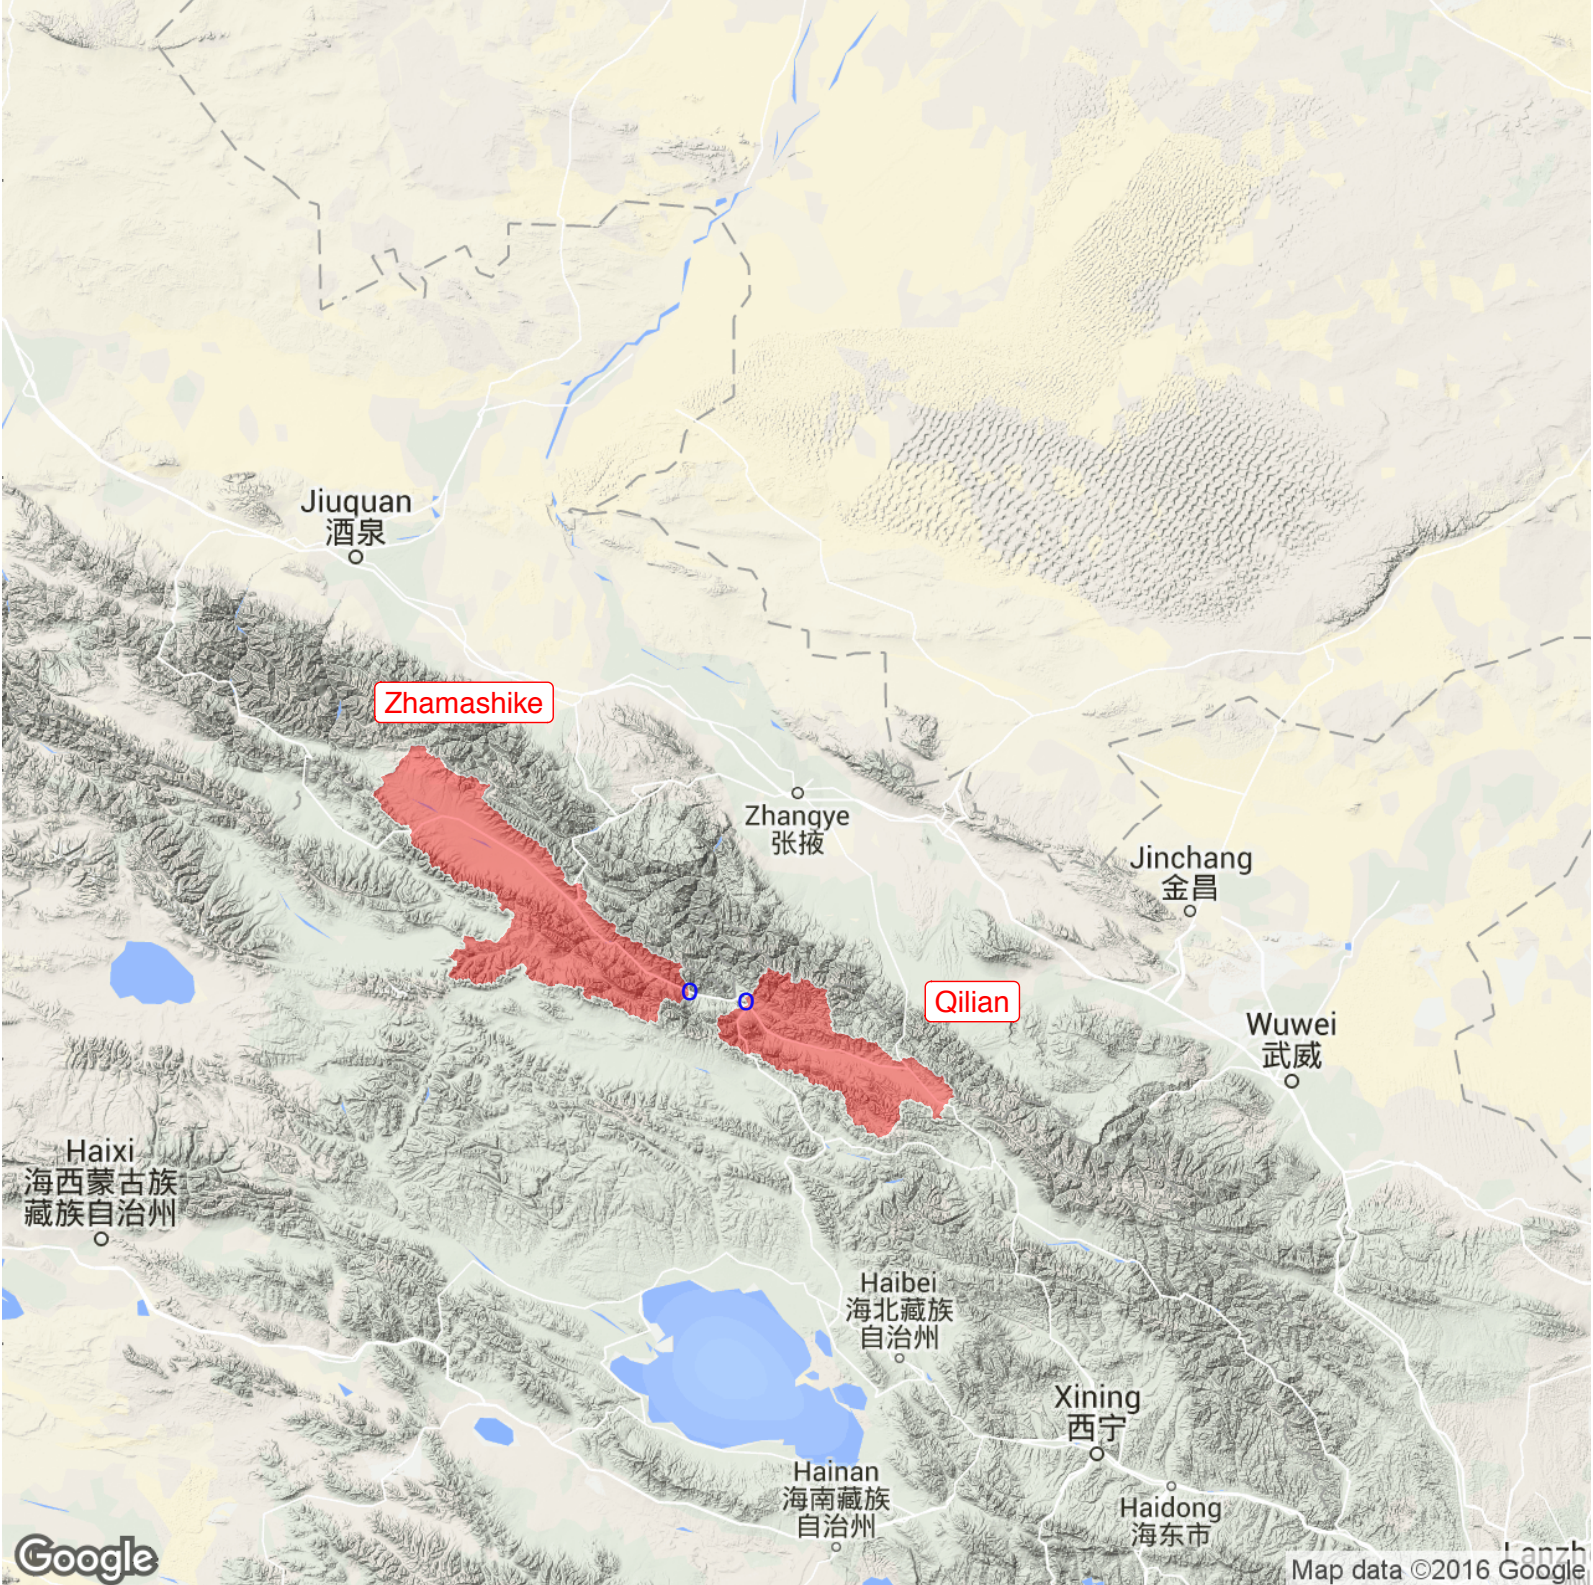 Jiuquan
酒泉
Zhamashike
Zhangye
张掖
Jinchang
金昌
Qilian
Wuwei
武威
O
O
Haixi
海西蒙古族
藏族自治州
Haibei
海北藏族
自治州
Xining
西宁
Hainan
海南藏族
自治州
Haidong
海东市
Lanzh
Google
Map data ©2016 Google